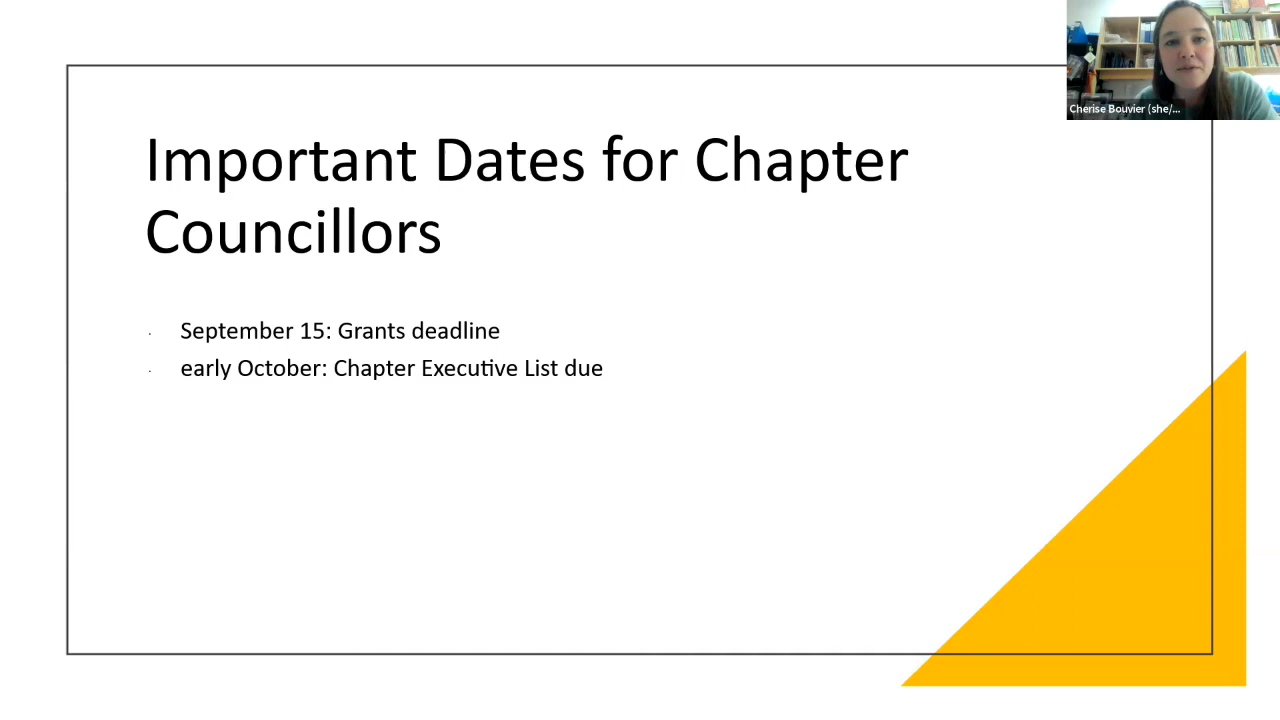 Important Dates for Chapter
Councillors
· September 15: Grants deadline
· early October: Chapter Executive List due
Cherise Bouvier (she/...